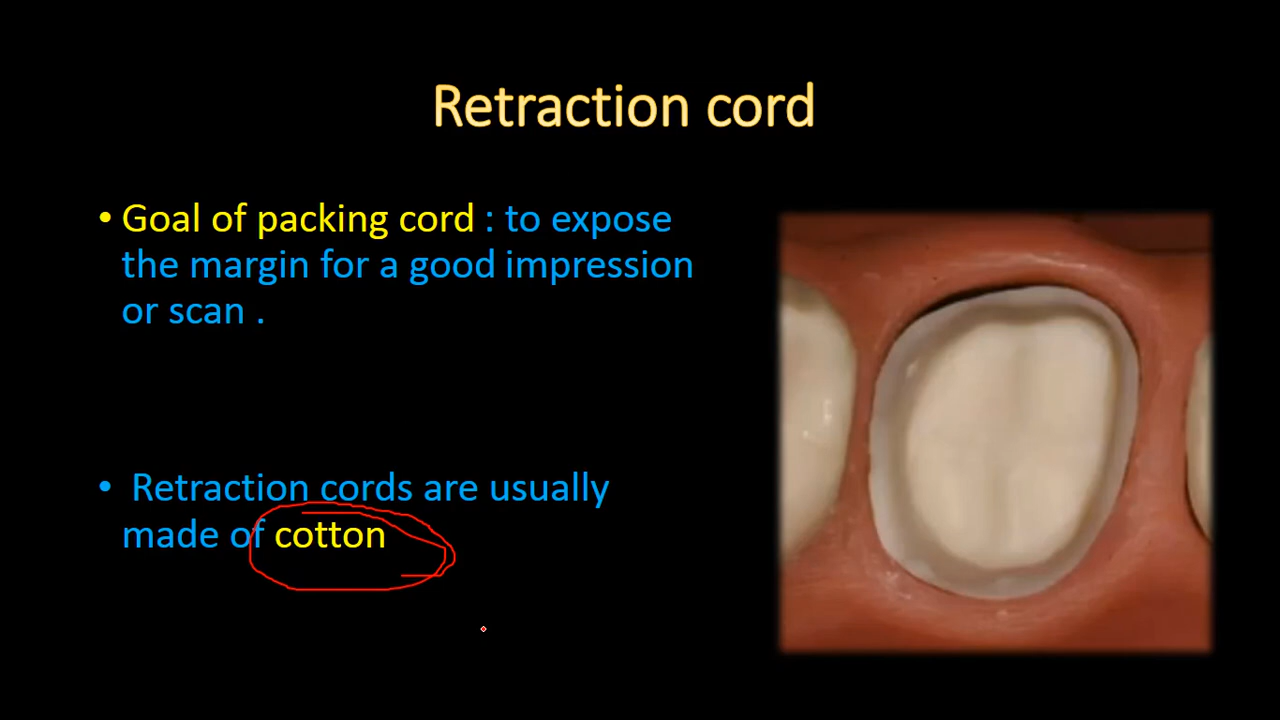 Retraction cord
• Goal of packing cord : to expose
the margin for a good impression
or scan .
• Retraction cords are usually
made of cotton